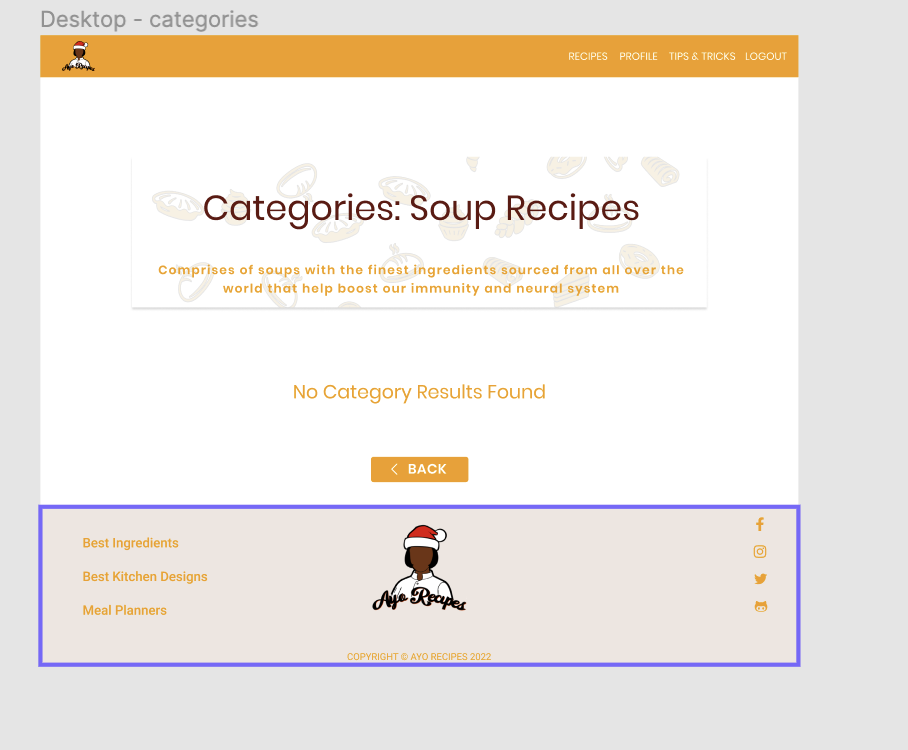 Desktop - categories
Ayo Recipes
RECIPES PROFILE TIPS & TRICKS LOGOUT
Categories: Soup Recipes
Comprises of soups with the finest ingredients sourced from all over the
world that help boost our immunity and neural system
No Category Results Found
BACK
Best Ingredients
Best Kitchen Designs
Meal Planners
Ayo Recipes
COPYRIGHT © AYO RECIPES 2022